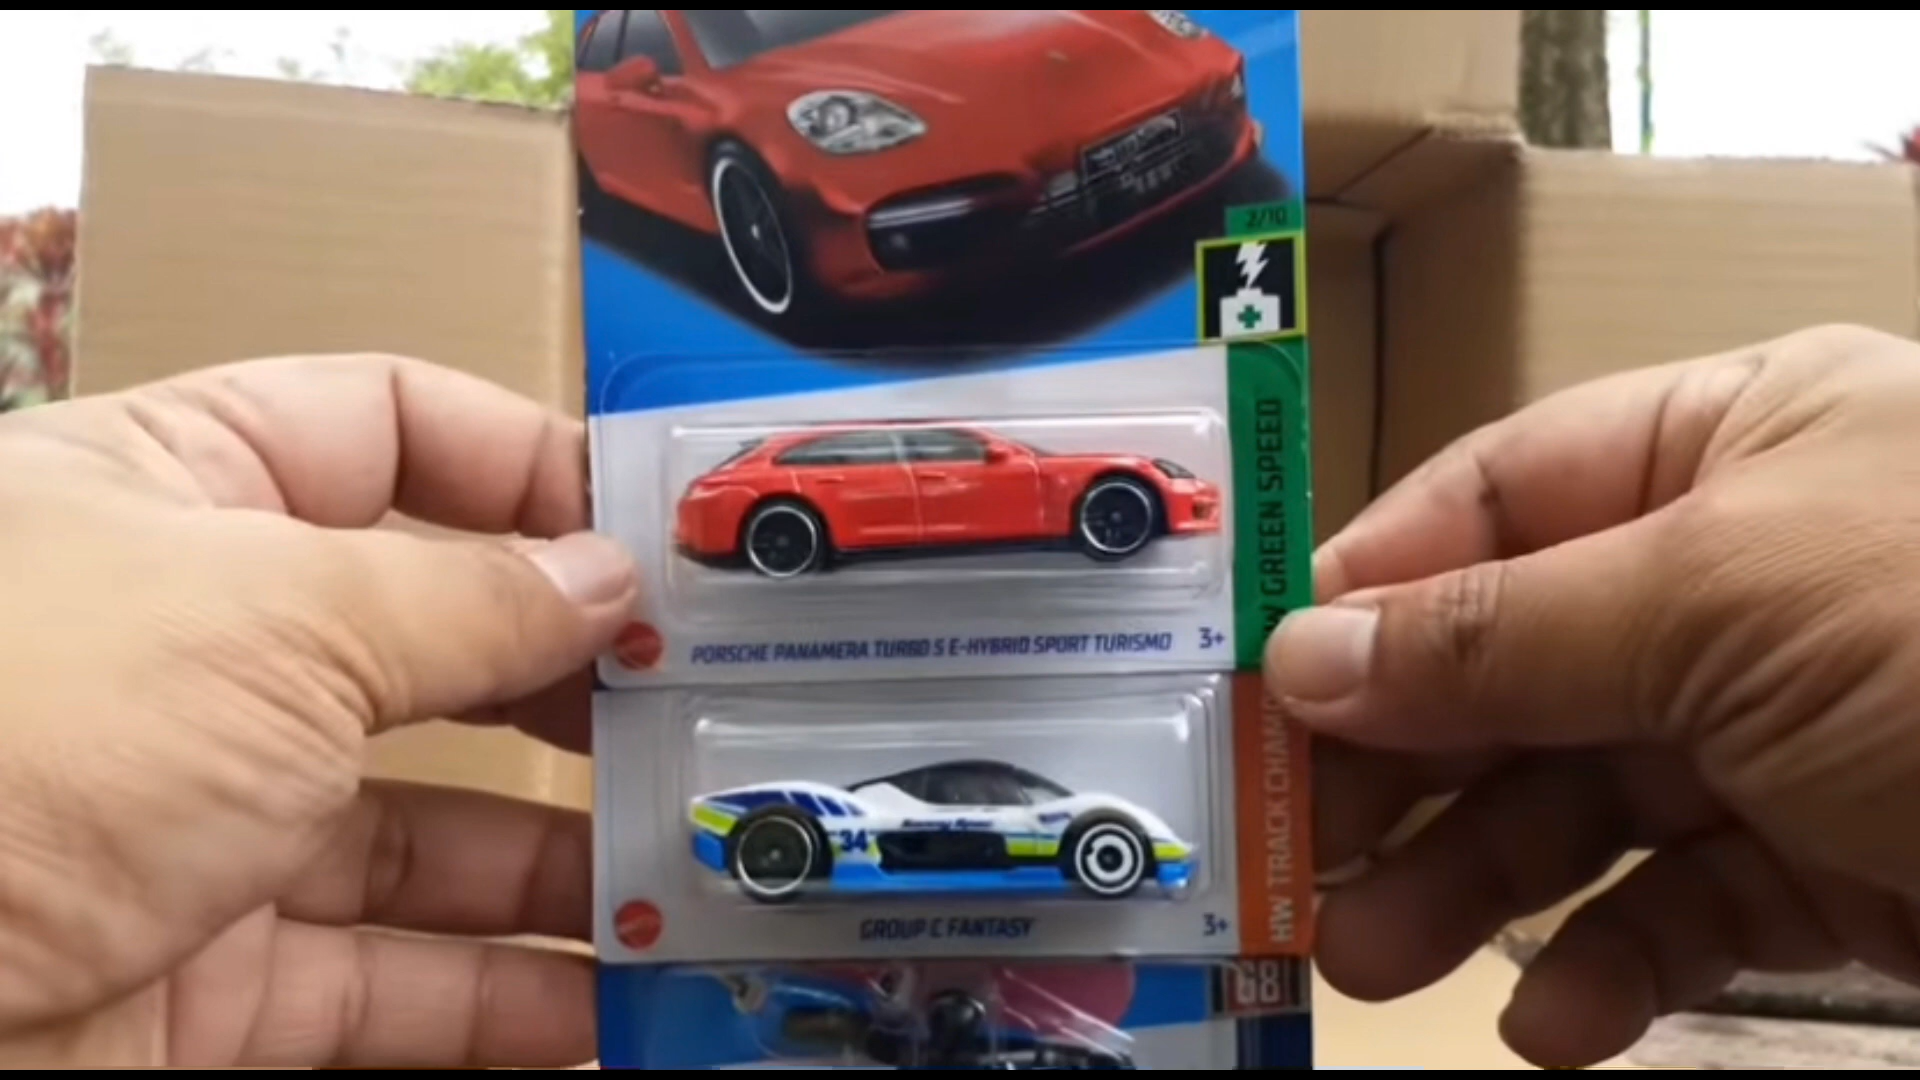 2/10
HW GREEN SPEED
PORSCHE PANAMERA TURBO S E-HYBRID SPORT TURISMO
3+
34
HW TRACK CHAMP
GROUP C FANTASY
3+